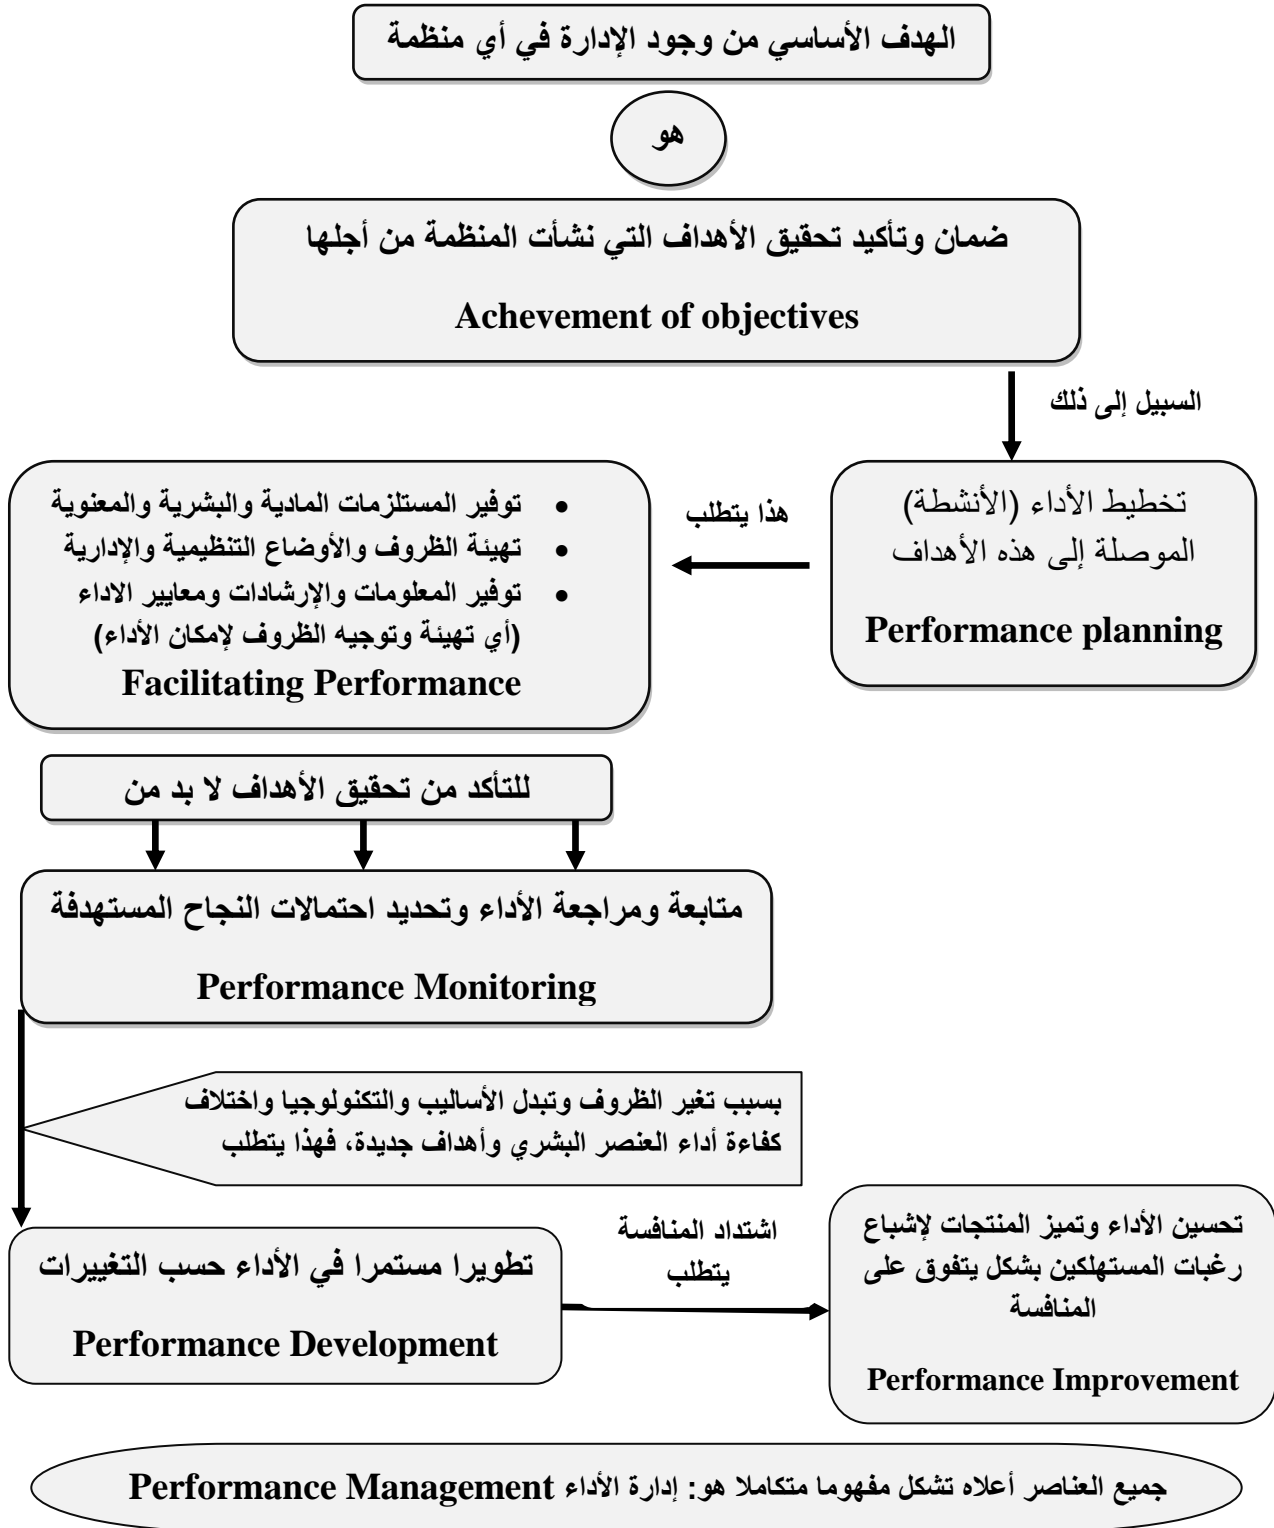 الهدف الأساسي من وجود الإدارة في أي منظمة
هو
ضمان وتأكيد تحقيق الأهداف التي نشأت المنظمة من أجلها
Achevement of objectives
السبيل إلى ذلك
تخطيط الأداء (الأنشطة)
الموصلة إلى هذه الأهداف
Performance planning
هذا يتطلب
• توفير المستلزمات المادية والبشرية والمعنوية
• تهيئة الظروف والأوضاع التنظيمية والإدارية
• توفير المعلومات والإرشادات ومعايير الاداء
(أي تهيئة وتوجيه الظروف لإمكان الأداء)
Facilitating Performance
للتأكد من تحقيق الأهداف لا بد من
متابعة ومراجعة الأداء وتحديد احتمالات النجاح المستهدفة
Performance Monitoring
بسبب تغير الظروف وتبدل الأساليب والتكنولوجيا واختلاف
كفاءة أداء العنصر البشري وأهداف جديدة، فهذا يتطلب
تطويرا مستمرا في الأداء حسب التغييرات
Performance Development
اشتداد المنافسة
يتطلب
تحسين الأداء وتميز المنتجات لإشباع
رغبات المستهلكين بشكل يتفوق على
المنافسة
Performance Improvement
جميع العناصر أعلاه تشكل مفهوما متكاملا هو: إدارة الأداء Performance Management